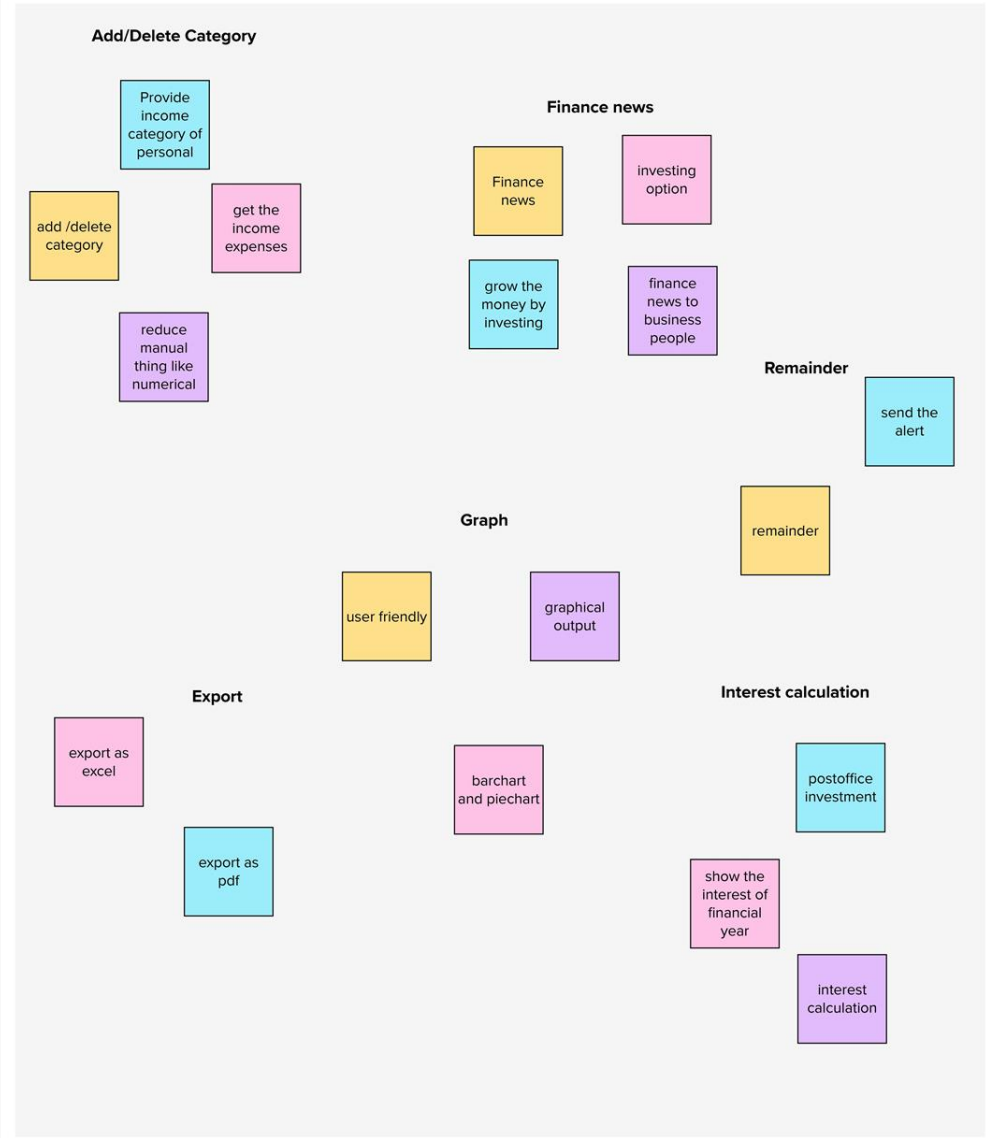 Add/Delete Category
Provide
income
category of
personal
add /delete
category
get the
income
expenses
reduce
manual
thing like
numerical
Finance news
Finance
news
investing
option
grow the
money by
investing
finance
news to
business
people
Remainder
send the
alert
remainder
Graph
user friendly
graphical
output
barchart
and piechart
Export
export as
excel
export as
pdf
Interest calculation
postoffice
investment
show the
interest of
financial
year
interest
calculation